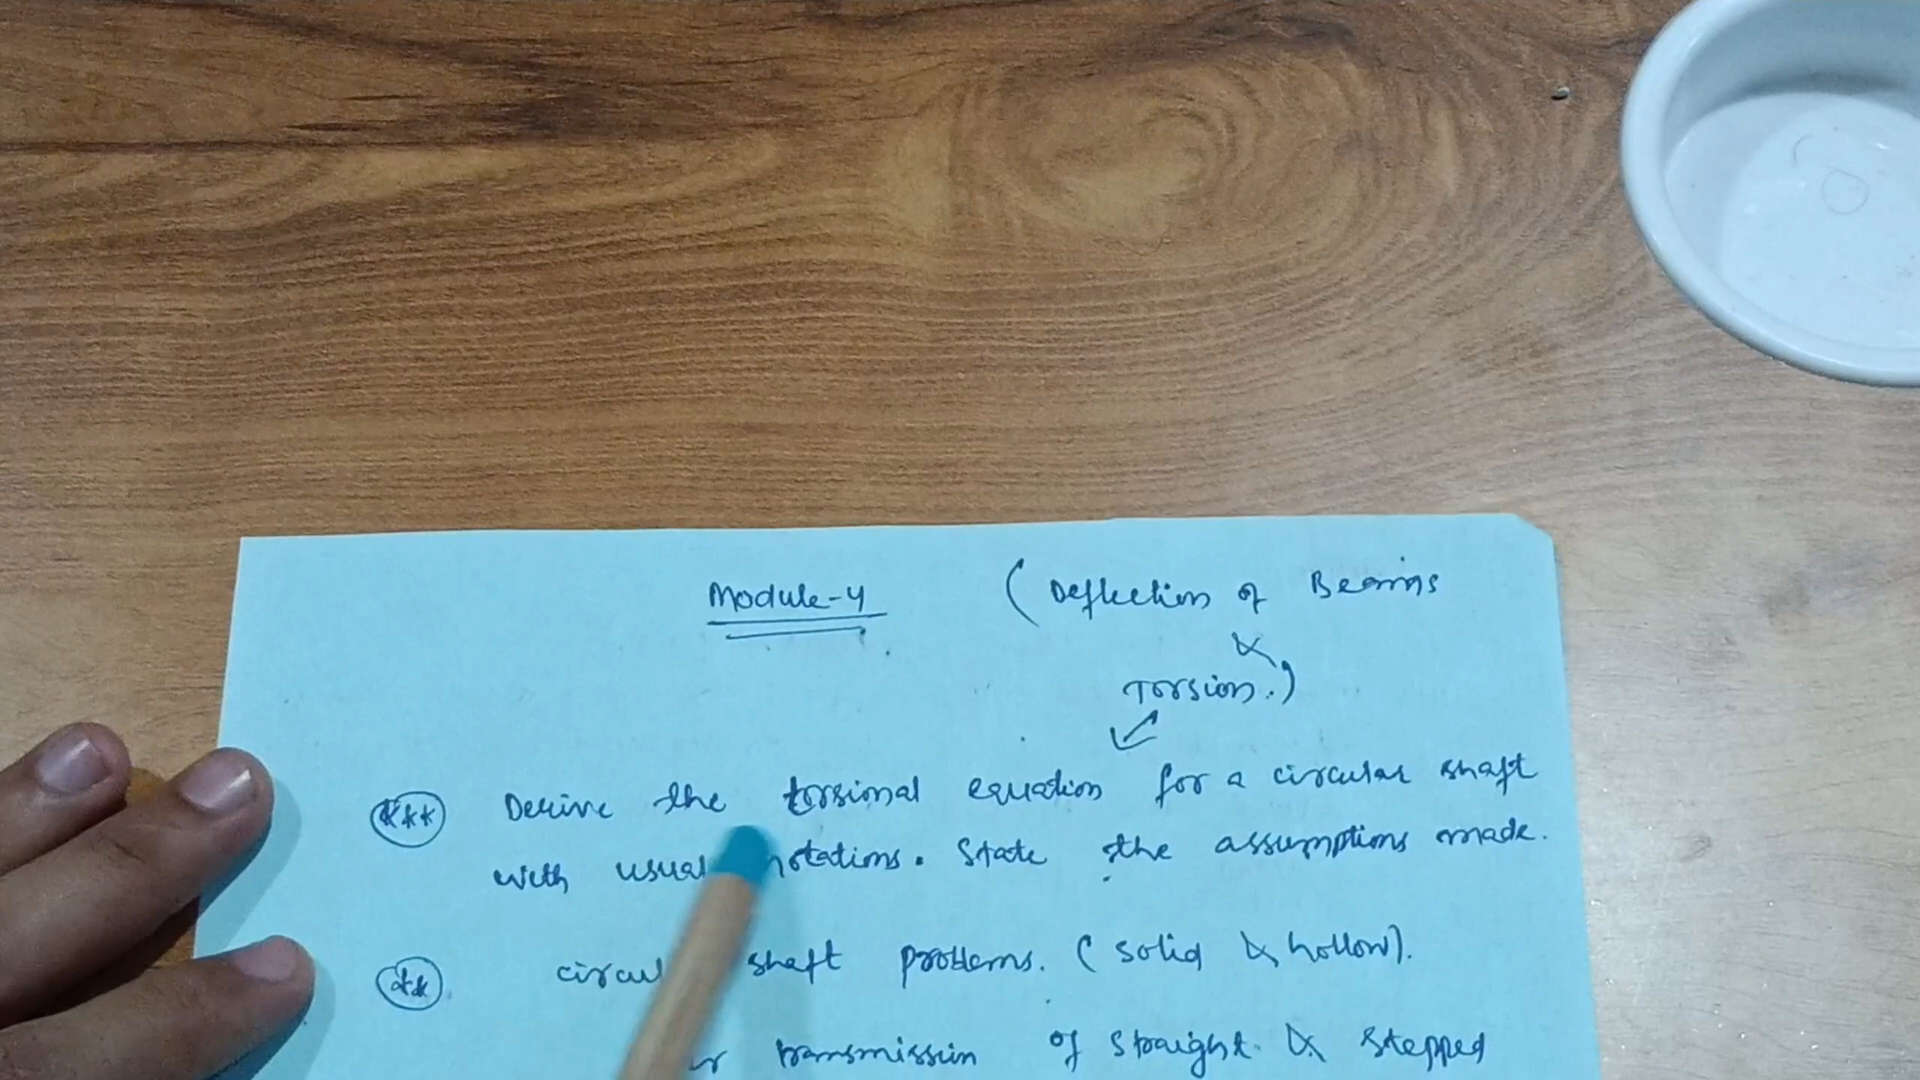 Module-4 (Deflection of Beams
&
Torsion.)
*** Derive the torsional equation for a circular shaft
with usual notations. State the assumptions made.
** shaft problems. (solid & hollow).
transmission of straight & stepped